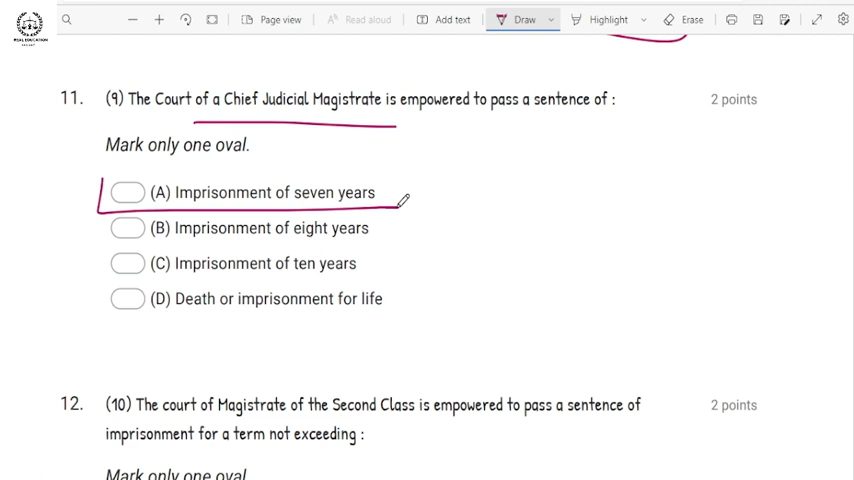 Page view
Read aloud
Add text
Draw
Highlight
Erase
REAL EDUCATION
11. (9) The Court of a Chief Judicial Magistrate is empowered to pass a sentence of : 2 points
Mark only one oval.
(A) Imprisonment of seven years
(B) Imprisonment of eight years
(C) Imprisonment of ten years
(D) Death or imprisonment for life
12. (10) The court of Magistrate of the Second Class is empowered to pass a sentence of 2 points
imprisonment for a term not exceeding :
Mark only one oval.